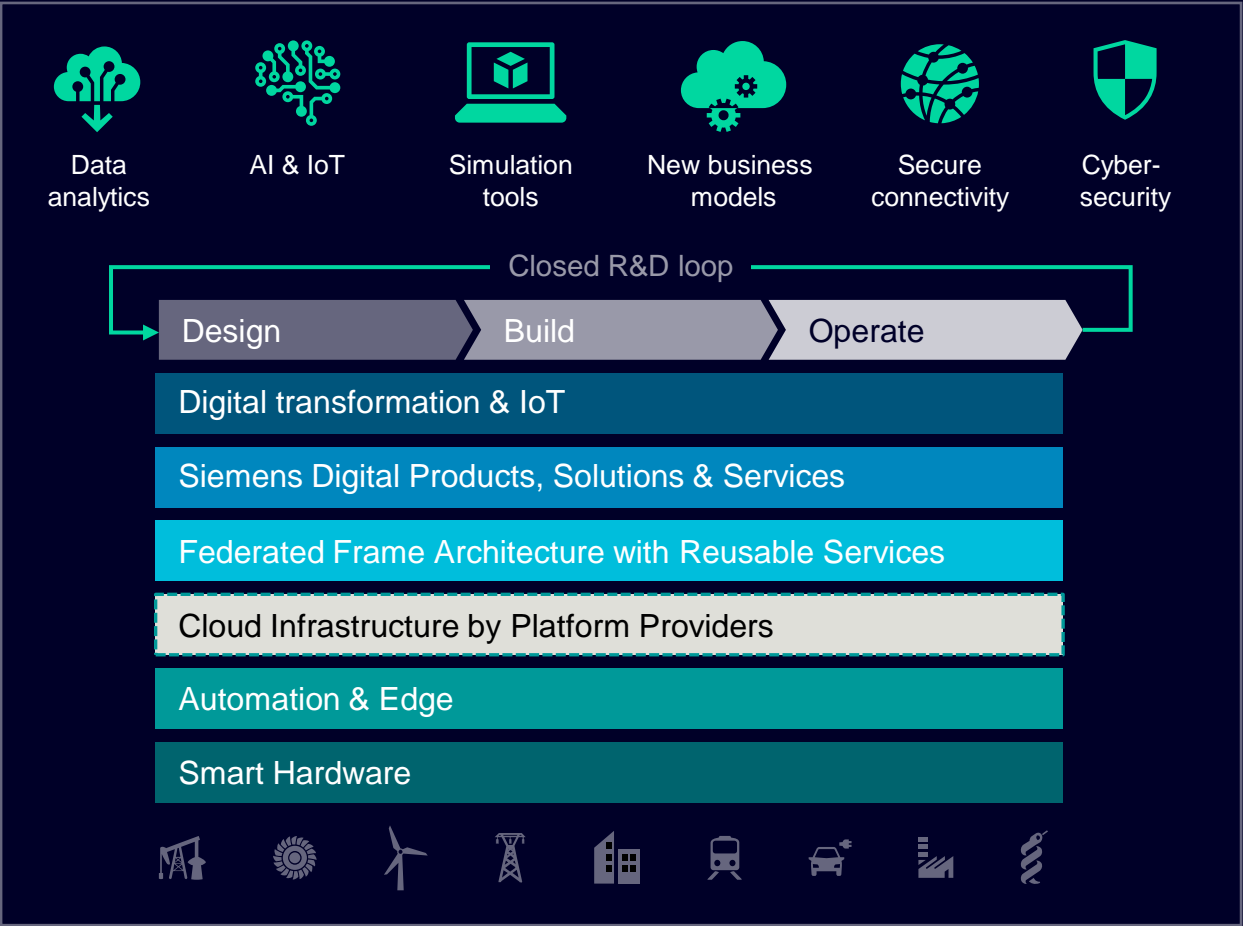 Data
analytics
AI & IoT
Simulation
tools
New business
models
Secure
connectivity
Cyber-
security
Closed R&D loop
Design
Build
Operate
Digital transformation & IoT
Siemens Digital Products, Solutions & Services
Federated Frame Architecture with Reusable Services
Cloud Infrastructure by Platform Providers
Automation & Edge
Smart Hardware